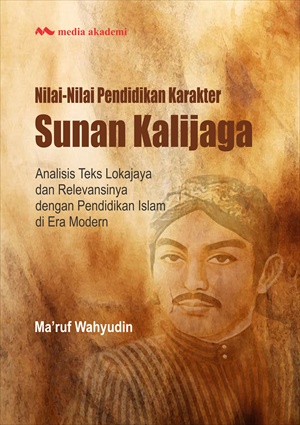 media akademi
Nilai-Nilai Pendidikan Karakter
Sunan Kalijaga
Analisis Teks Lokajaya
dan Relevansinya
dengan Pendidikan Islam
di Era Modern
Ma'ruf Wahyudin